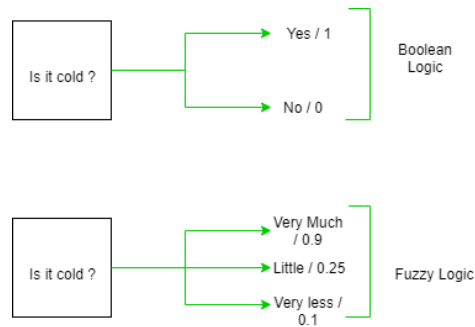 Is it cold ?
Yes / 1
No / 0
Boolean
Logic
Is it cold ?
Very Much
/ 0.9
Little / 0.25
Very less /
0.1
Fuzzy Logic